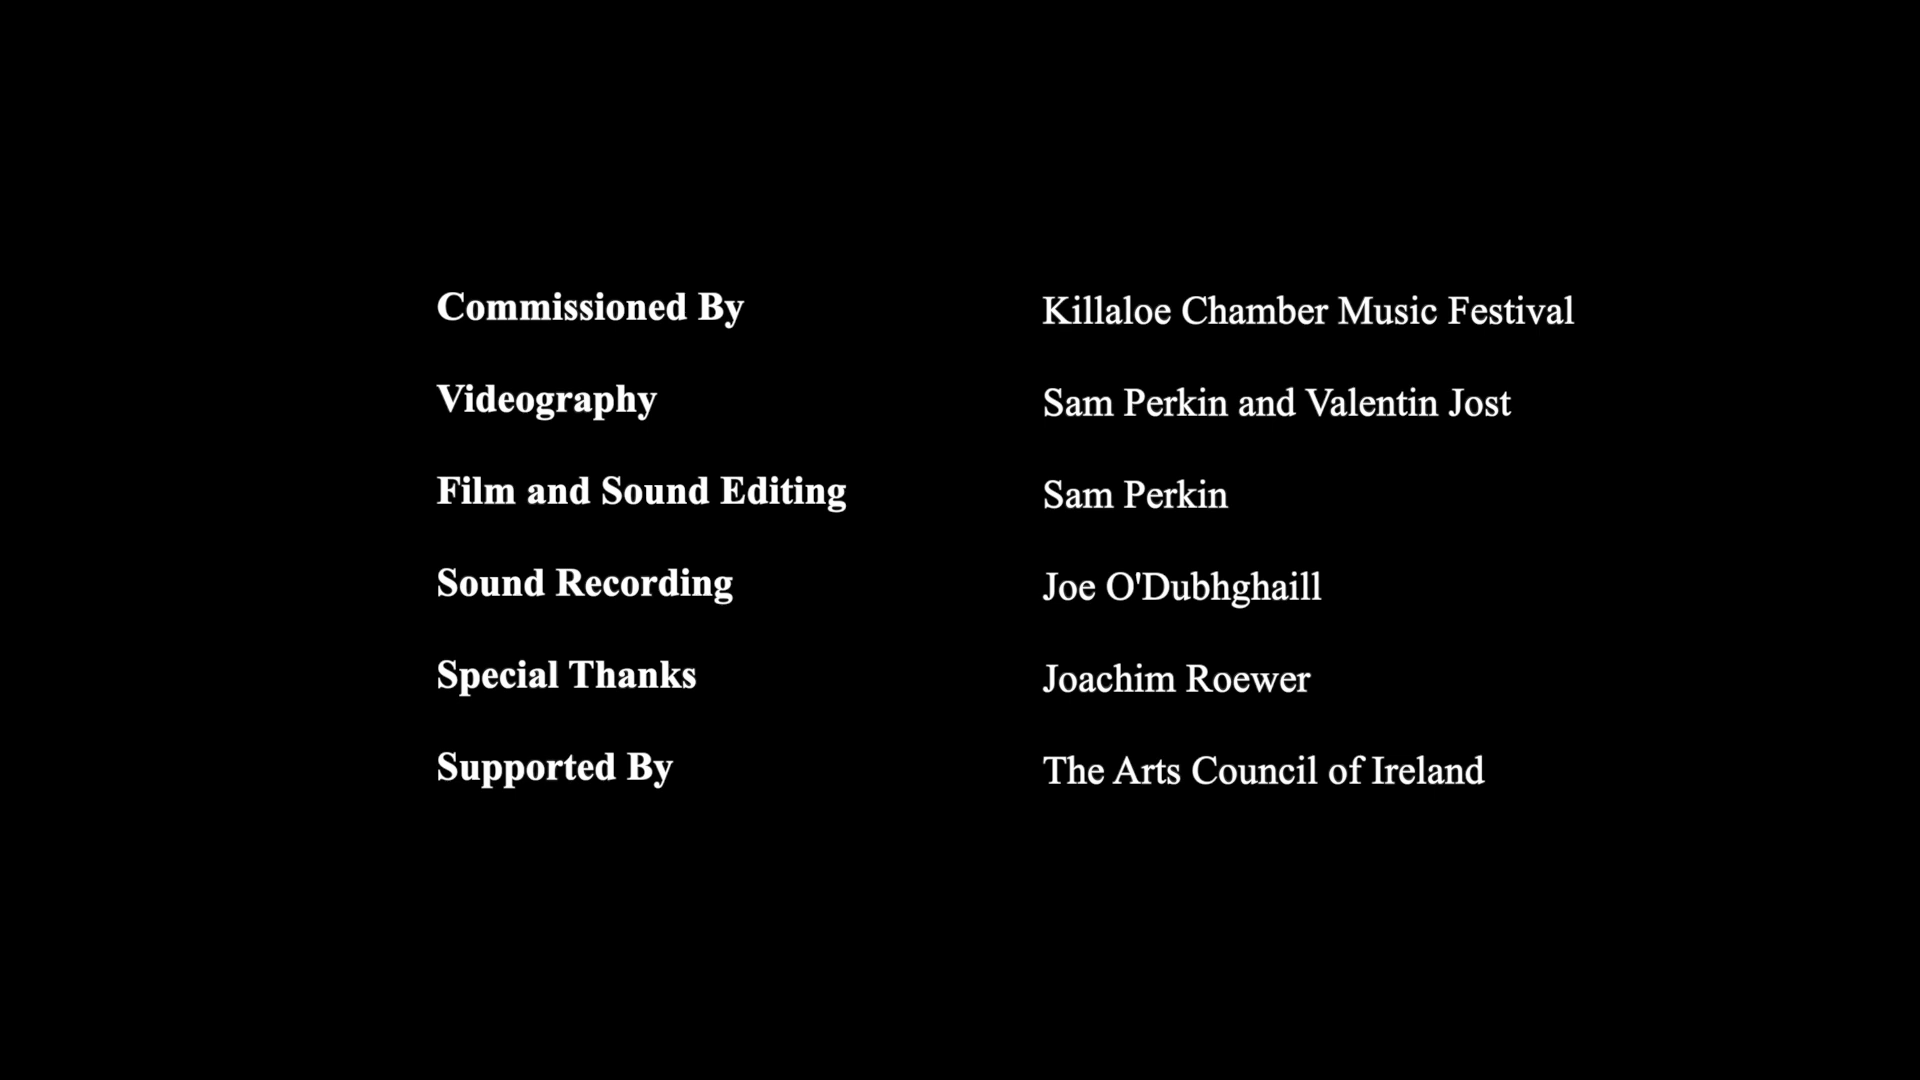 Commissioned By Killaloe Chamber Music Festival
Videography Sam Perkin and Valentin Jost
Film and Sound Editing Sam Perkin
Sound Recording Joe O'Dubhghaill
Special Thanks Joachim Roewer
Supported By The Arts Council of Ireland